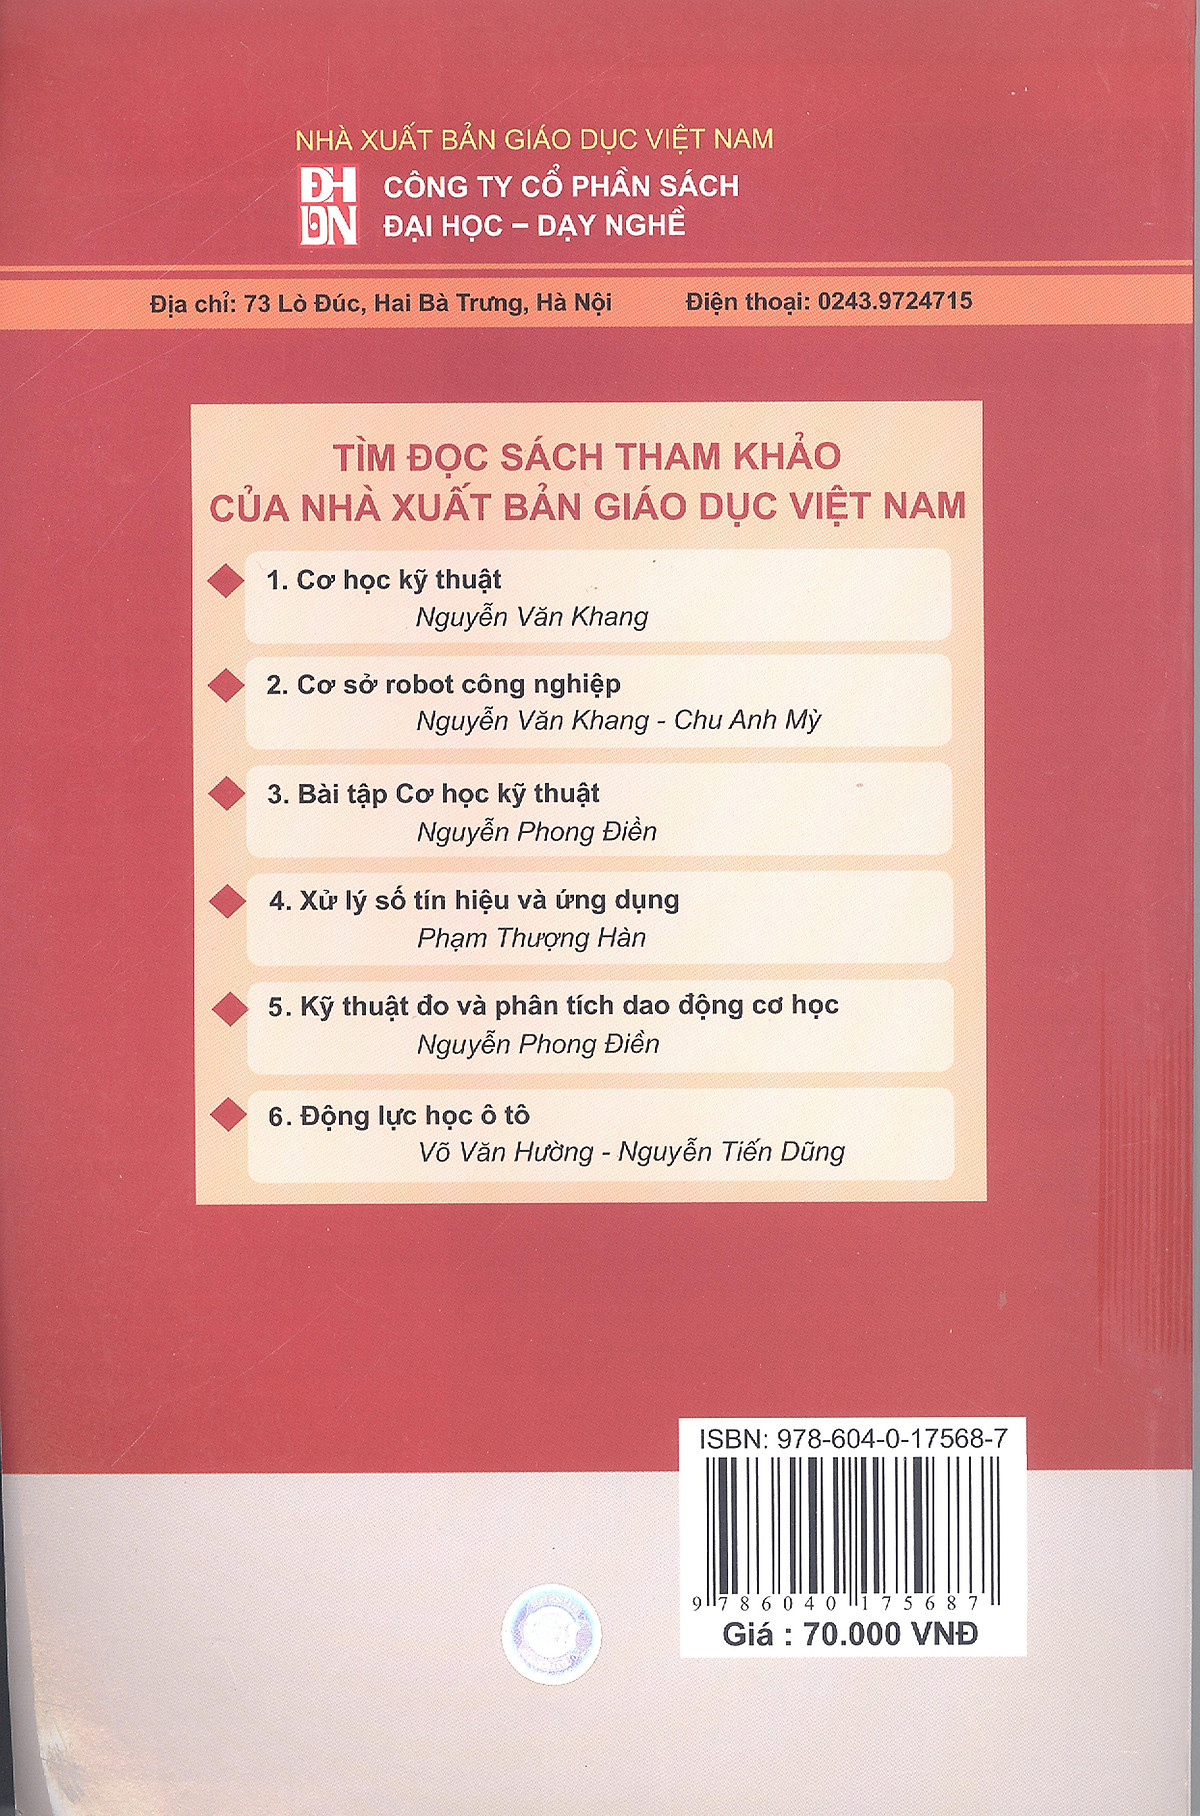 NHÀ XUẤT BẢN GIÁO DỤC VIỆT NAM
ĐH
DN
CÔNG TY CỔ PHẦN SÁCH
ĐẠI HỌC – DẠY NGHỀ
Địa chỉ: 73 Lò Đúc, Hai Bà Trưng, Hà Nội
Điện thoại: 0243.9724715
TÌM ĐỌC SÁCH THAM KHẢO
CỦA NHÀ XUẤT BẢN GIÁO DỤC VIỆT NAM
1. Cơ học kỹ thuật
Nguyễn Văn Khang
2. Cơ sở robot công nghiệp
Nguyễn Văn Khang - Chu Anh Mỳ
3. Bài tập Cơ học kỹ thuật
Nguyễn Phong Điền
4. Xử lý số tín hiệu và ứng dụng
Phạm Thượng Hàn
5. Kỹ thuật đo và phân tích dao động cơ học
Nguyễn Phong Điền
6. Động lực học ô tô
Võ Văn Hường - Nguyễn Tiến Dũng
ISBN: 978-604-0-17568-7
9 786040 175687
Giá : 70.000 VNĐ